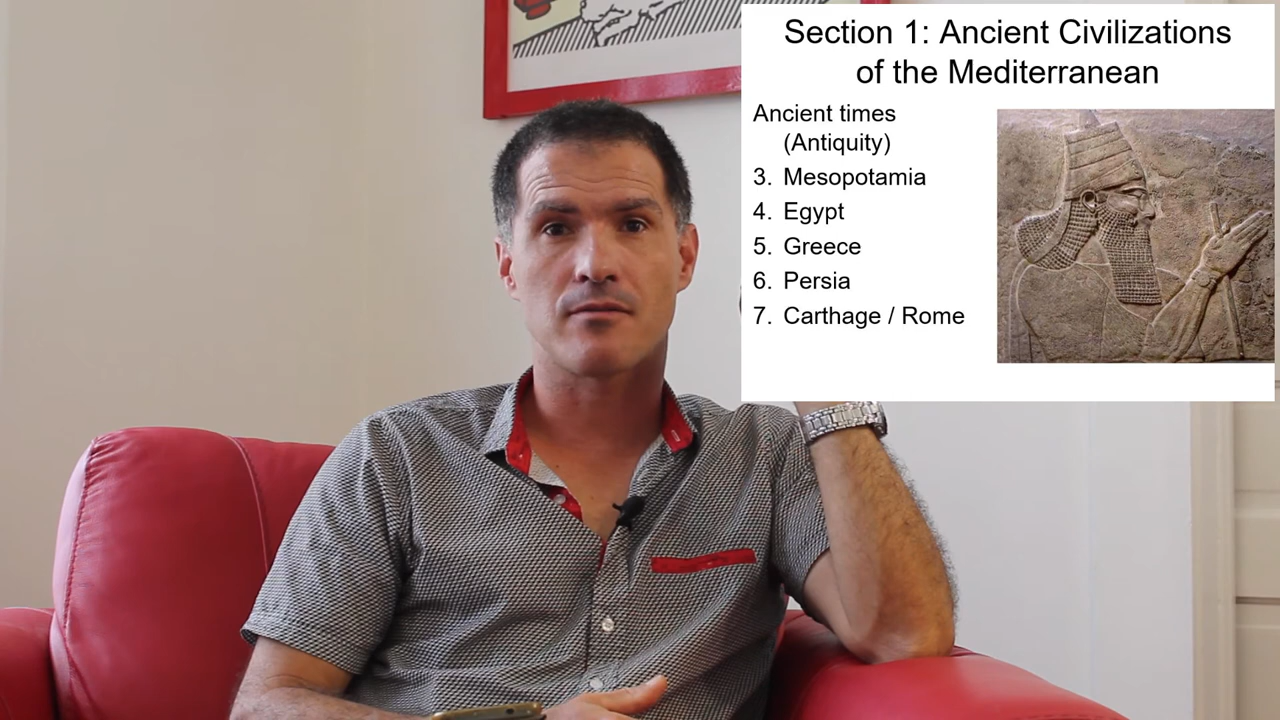 Section 1: Ancient Civilizations
of the Mediterranean
Ancient times
(Antiquity)
3. Mesopotamia
4. Egypt
5. Greece
6. Persia
7. Carthage / Rome